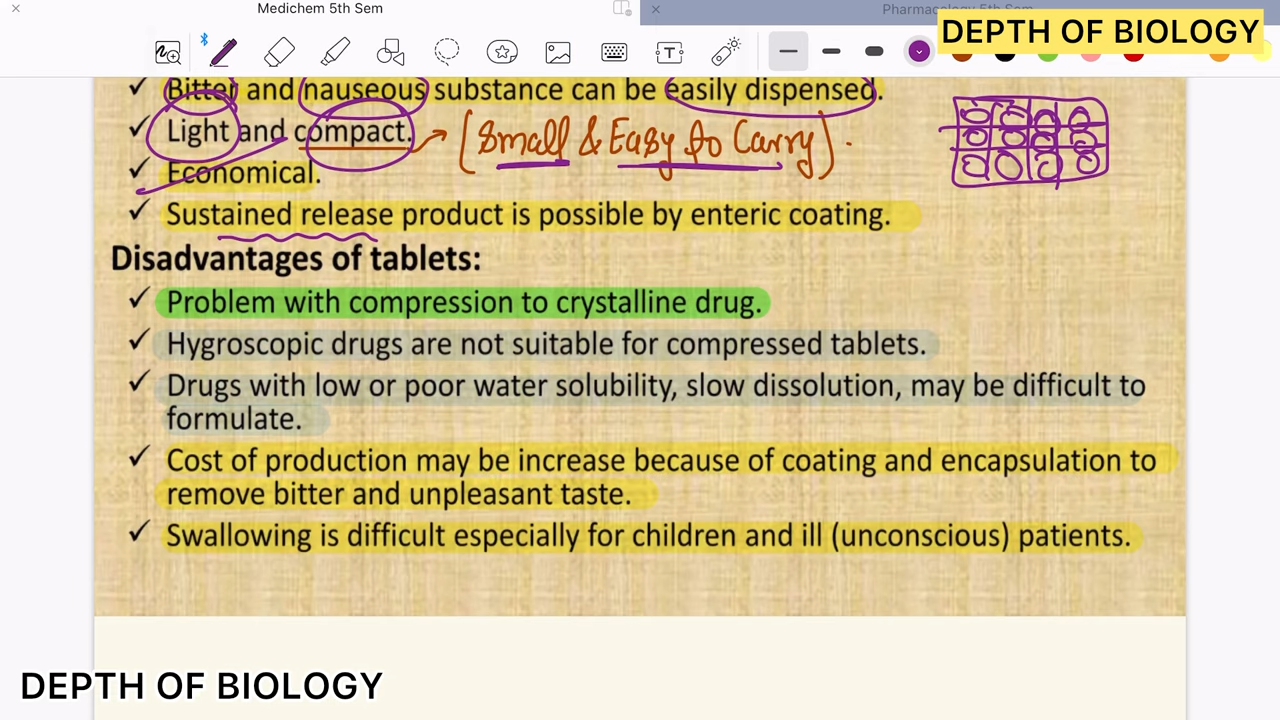 Medichem 5th Sem
Pharmacology 5th Sem
DEPTH OF BIOLOGY
✓ Bitter and nauseous substance can be easily dispensed.
✓ Light and compact. → [Small & Easy to Carry].
✓ Economical.
✓ Sustained release product is possible by enteric coating.
Disadvantages of tablets:
✓ Problem with compression to crystalline drug.
✓ Hygroscopic drugs are not suitable for compressed tablets.
✓ Drugs with low or poor water solubility, slow dissolution, may be difficult to
formulate.
✓ Cost of production may be increase because of coating and encapsulation to
remove bitter and unpleasant taste.
✓ Swallowing is difficult especially for children and ill (unconscious) patients.
DEPTH OF BIOLOGY